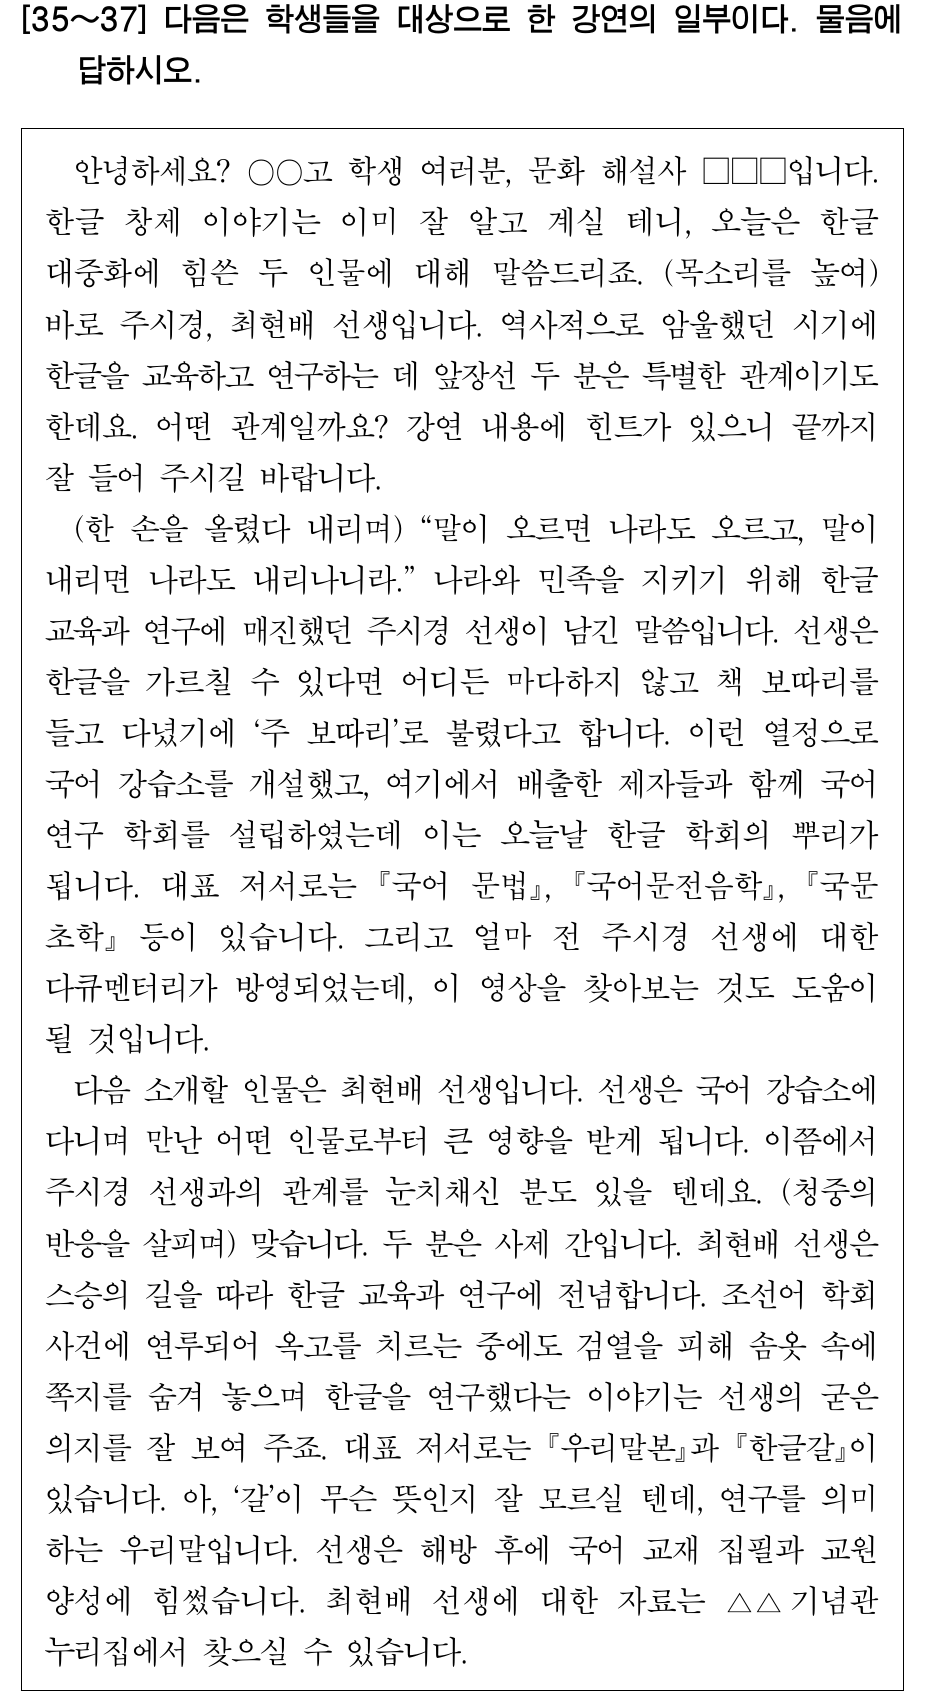 [35～37] 다음은 학생들을 대상으로 한 강연의 일부이다. 물음에
답하시오.
안녕하세요? ○○고 학생 여러분, 문화 해설사 □□□입니다.
한글 창제 이야기는 이미 잘 알고 계실 테니, 오늘은 한글
대중화에 힘쓴 두 인물에 대해 말씀드리죠. (목소리를 높여)
바로 주시경, 최현배 선생입니다. 역사적으로 암울했던 시기에
한글을 교육하고 연구하는 데 앞장선 두 분은 특별한 관계이기도
한데요. 어떤 관계일까요? 강연 내용에 힌트가 있으니 끝까지
잘 들어 주시길 바랍니다.
(한 손을 올렸다 내리며) “말이 오르면 나라도 오르고, 말이
내리면 나라도 내리나니라.” 나라와 민족을 지키기 위해 한글
교육과 연구에 매진했던 주시경 선생이 남긴 말씀입니다. 선생은
한글을 가르칠 수 있다면 어디든 마다하지 않고 책 보따리를
들고 다녔기에 ‘주 보따리’로 불렸다고 합니다. 이런 열정으로
국어 강습소를 개설했고, 여기에서 배출한 제자들과 함께 국어
연구 학회를 설립하였는데 이는 오늘날 한글 학회의 뿌리가
됩니다. 대표 저서로는 『국어 문법』, 『국어문전음학』, 『국문
초학』 등이 있습니다. 그리고 얼마 전 주시경 선생에 대한
다큐멘터리가 방영되었는데, 이 영상을 찾아보는 것도 도움이
될 것입니다.
다음 소개할 인물은 최현배 선생입니다. 선생은 국어 강습소에
다니며 만난 어떤 인물로부터 큰 영향을 받게 됩니다. 이쯤에서
주시경 선생과의 관계를 눈치채신 분도 있을 텐데요. (청중의
반응을 살피며) 맞습니다. 두 분은 사제 간입니다. 최현배 선생은
스승의 길을 따라 한글 교육과 연구에 전념합니다. 조선어 학회
사건에 연루되어 옥고를 치르는 중에도 검열을 피해 솜옷 속에
쪽지를 숨겨 놓으며 한글을 연구했다는 이야기는 선생의 굳은
의지를 잘 보여 주죠. 대표 저서로는 『우리말본』과 『한글갈』이
있습니다. 아, ‘갈’이 무슨 뜻인지 잘 모르실 텐데, 연구를 의미
하는 우리말입니다. 선생은 해방 후에 국어 교재 집필과 교원
양성에 힘썼습니다. 최현배 선생에 대한 자료는 △△ 기념관
누리집에서 찾으실 수 있습니다.